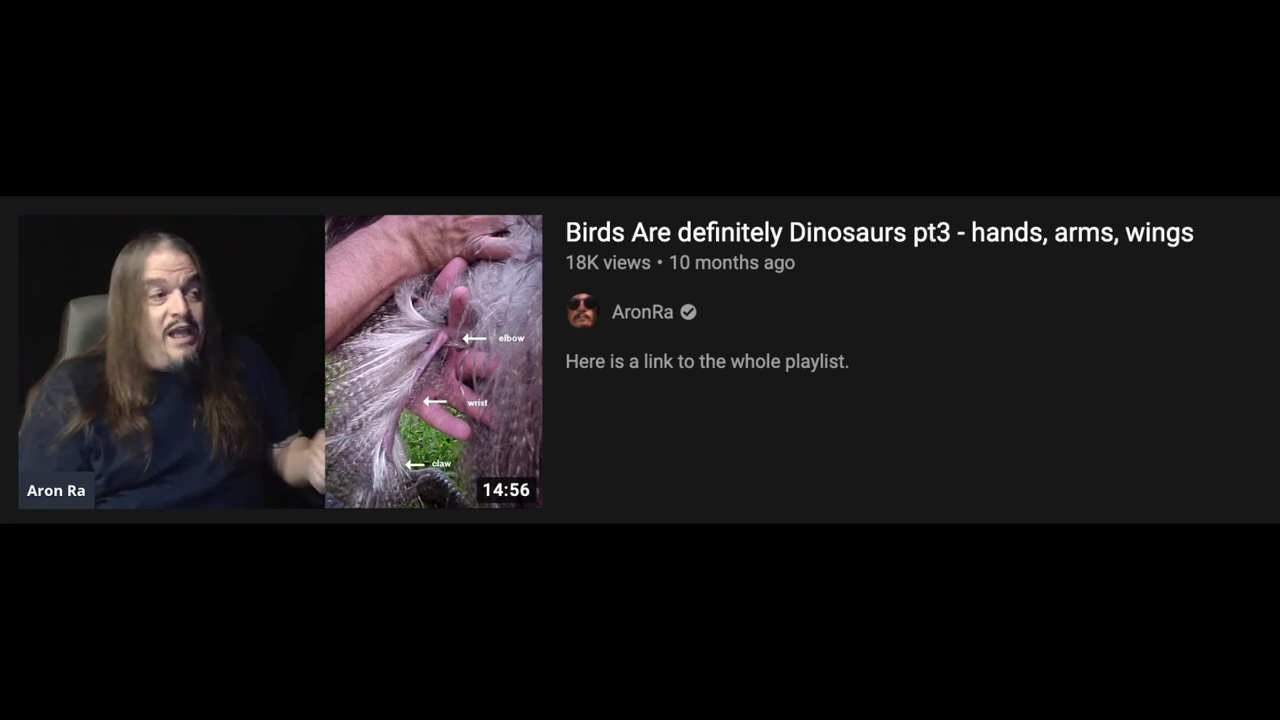 Birds Are definitely Dinosaurs pt3 - hands, arms, wings
18K views • 10 months ago
AronRa
Here is a link to the whole playlist.
elbow
wrist
claw
Aron Ra
14:56